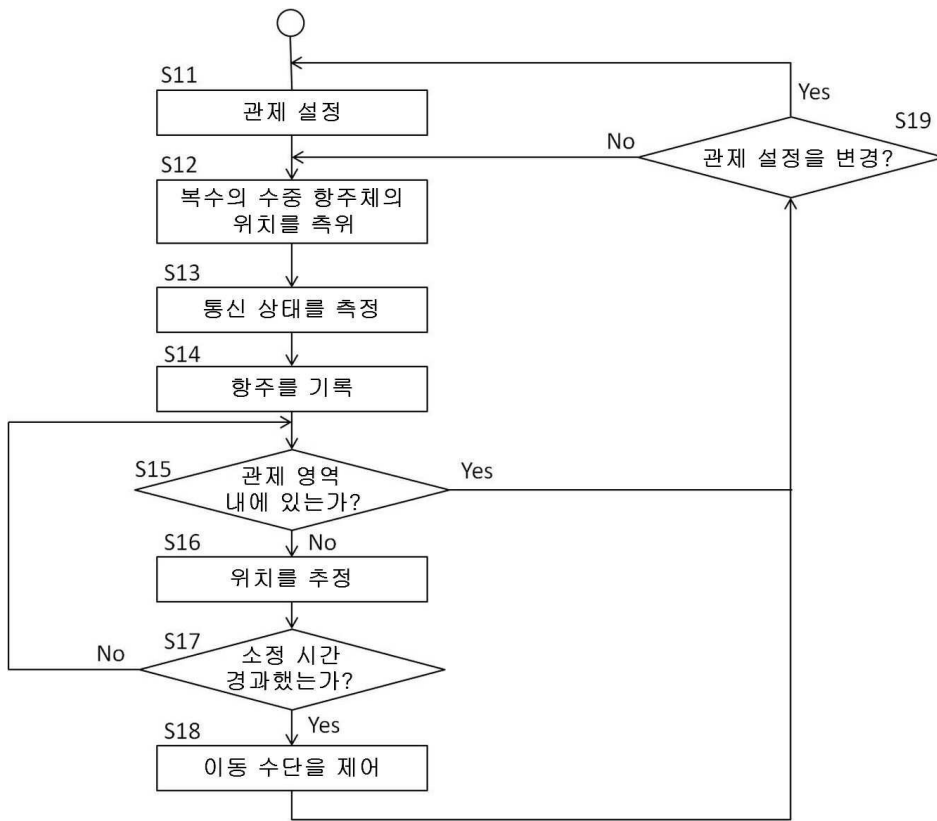 S11
관제 설정
Yes
S19
관제 설정을 변경?
No
S12
복수의 수중 항주체의
위치를 측위
S13
통신 상태를 측정
S14
항주를 기록
S15
관제 영역
내에 있는가?
Yes
No
S16
위치를 추정
S17
소정 시간
경과했는가?
No
Yes
S18
이동 수단을 제어